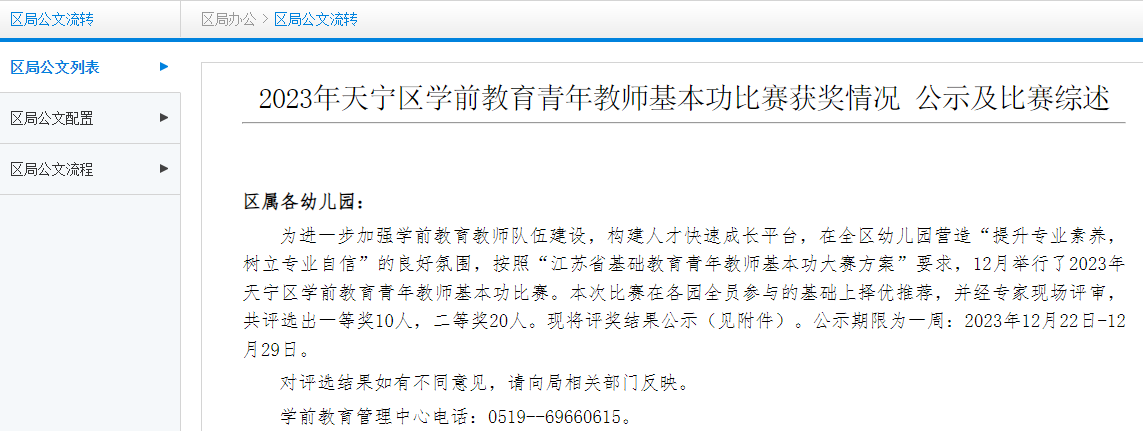 区局公文流转
区局办公 > 区局公文流转
区局公文列表
区局公文配置
区局公文流程
2023年天宁区学前教育青年教师基本功比赛获奖情况 公示及比赛综述
区属各幼儿园：
为进一步加强学前教育教师队伍建设，构建人才快速成长平台，在全区幼儿园营造“提升专业素养，
树立专业自信”的良好氛围，按照“江苏省基础教育青年教师基本功大赛方案”要求，12月举行了2023年
天宁区学前教育青年教师基本功比赛。本次比赛在各园全员参与的基础上择优推荐，并经专家现场评审，
共评选出一等奖10人，二等奖20人。现将评奖结果公示（见附件）。公示期限为一周：2023年12月22日-12
月29日。
对评选结果如有不同意见，请向局相关部门反映。
学前教育管理中心电话：0519--69660615。